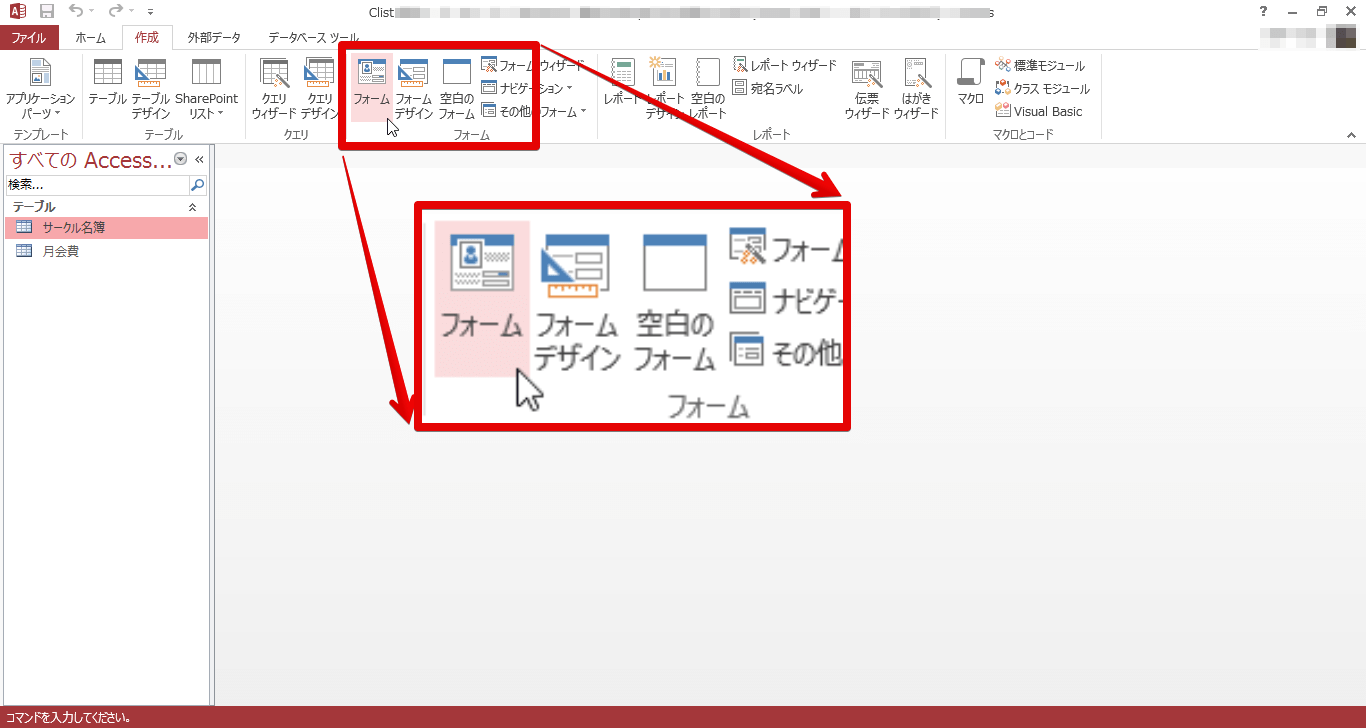 Clist
ファイル
ホーム
作成
外部データ
データベース ツール
アプリケーション
パーツ
テンプレート
テーブル
テーブル
デザイン
SharePoint
リスト
テーブル
クエリ
ウィザード
クエリ
デザイン
クエリ
フォーム
フォーム
デザイン
空白の
フォーム
フォーム ウィザード
ナビゲーション
その他のフォーム
フォーム
レポート
レポート
デザイン
空白の
レポート
レポート ウィザード
宛名ラベル
伝票
ウィザード
はがき
ウィザード
レポート
マクロ
標準モジュール
クラス モジュール
Visual Basic
マクロとコード
すべての Access...
検索...
テーブル
サークル名簿
月会費
フォーム
フォーム
デザイン
空白の
フォーム
フォーム
ナビゲー
その他
フォーム
コマンドを入力してください。